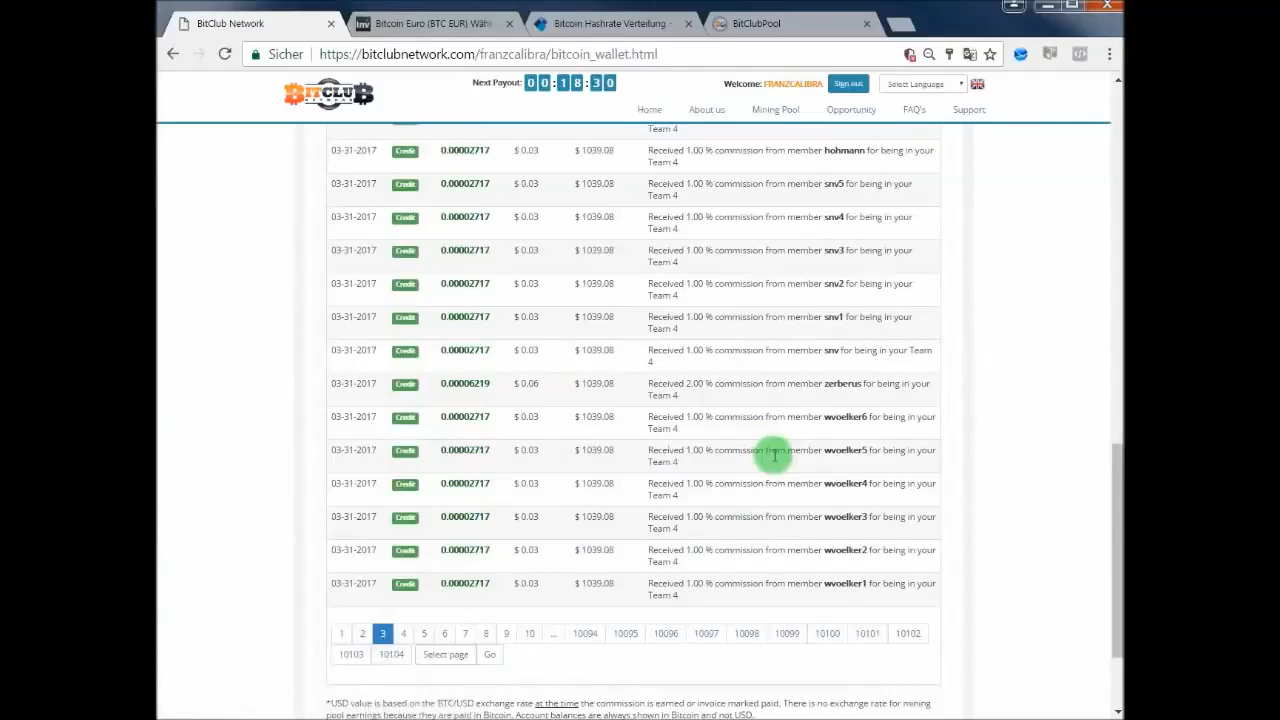 BitClub Network
Bitcoin Euro (BTC EUR) Wäh
Bitcoin Hashrate Verteilung -
BitClubPool
Sicher
https://bitclubnetwork.com/franzcalibra/bitcoin_wallet.html
BITCLUB
NETWORK
Next Payout: 00:18:30
Welcome: FRANZCALIBRA
Sign out
Select Language
Home
About us
Mining Pool
Opportunity
FAQ's
Support
Team 4
03-31-2017 Credit 0.00002717 $ 0.03 $ 1039.08 Received 1.00 % commission from member hohmann for being in your
Team 4
03-31-2017 Credit 0.00002717 $ 0.03 $ 1039.08 Received 1.00 % commission from member snv5 for being in your
Team 4
03-31-2017 Credit 0.00002717 $ 0.03 $ 1039.08 Received 1.00 % commission from member snv4 for being in your
Team 4
03-31-2017 Credit 0.00002717 $ 0.03 $ 1039.08 Received 1.00 % commission from member snv3 for being in your
Team 4
03-31-2017 Credit 0.00002717 $ 0.03 $ 1039.08 Received 1.00 % commission from member snv2 for being in your
Team 4
03-31-2017 Credit 0.00002717 $ 0.03 $ 1039.08 Received 1.00 % commission from member snv1 for being in your
Team 4
03-31-2017 Credit 0.00002717 $ 0.03 $ 1039.08 Received 1.00 % commission from member snv for being in your Team
4
03-31-2017 Credit 0.00006219 $ 0.06 $ 1039.08 Received 2.00 % commission from member zerberus for being in your
Team 4
03-31-2017 Credit 0.00002717 $ 0.03 $ 1039.08 Received 1.00 % commission from member wvoelker6 for being in your
Team 4
03-31-2017 Credit 0.00002717 $ 0.03 $ 1039.08 Received 1.00 % commission from member wvoelker5 for being in your
Team 4
03-31-2017 Credit 0.00002717 $ 0.03 $ 1039.08 Received 1.00 % commission from member wvoelker4 for being in your
Team 4
03-31-2017 Credit 0.00002717 $ 0.03 $ 1039.08 Received 1.00 % commission from member wvoelker3 for being in your
Team 4
03-31-2017 Credit 0.00002717 $ 0.03 $ 1039.08 Received 1.00 % commission from member wvoelker2 for being in your
Team 4
03-31-2017 Credit 0.00002717 $ 0.03 $ 1039.08 Received 1.00 % commission from member wvoelker1 for being in your
Team 4
1 2 3 4 5 6 7 8 9 10 ... 10094 10095 10096 10097 10098 10099 10100 10101 10102
10103 10104 Select page Go
*USD value is based on the BTC/USD exchange rate at the time the commission is earned or invoice marked paid. There is no exchange rate for mining
pool earnings because they are paid in Bitcoin. Account balances are always shown in Bitcoin and not USD.